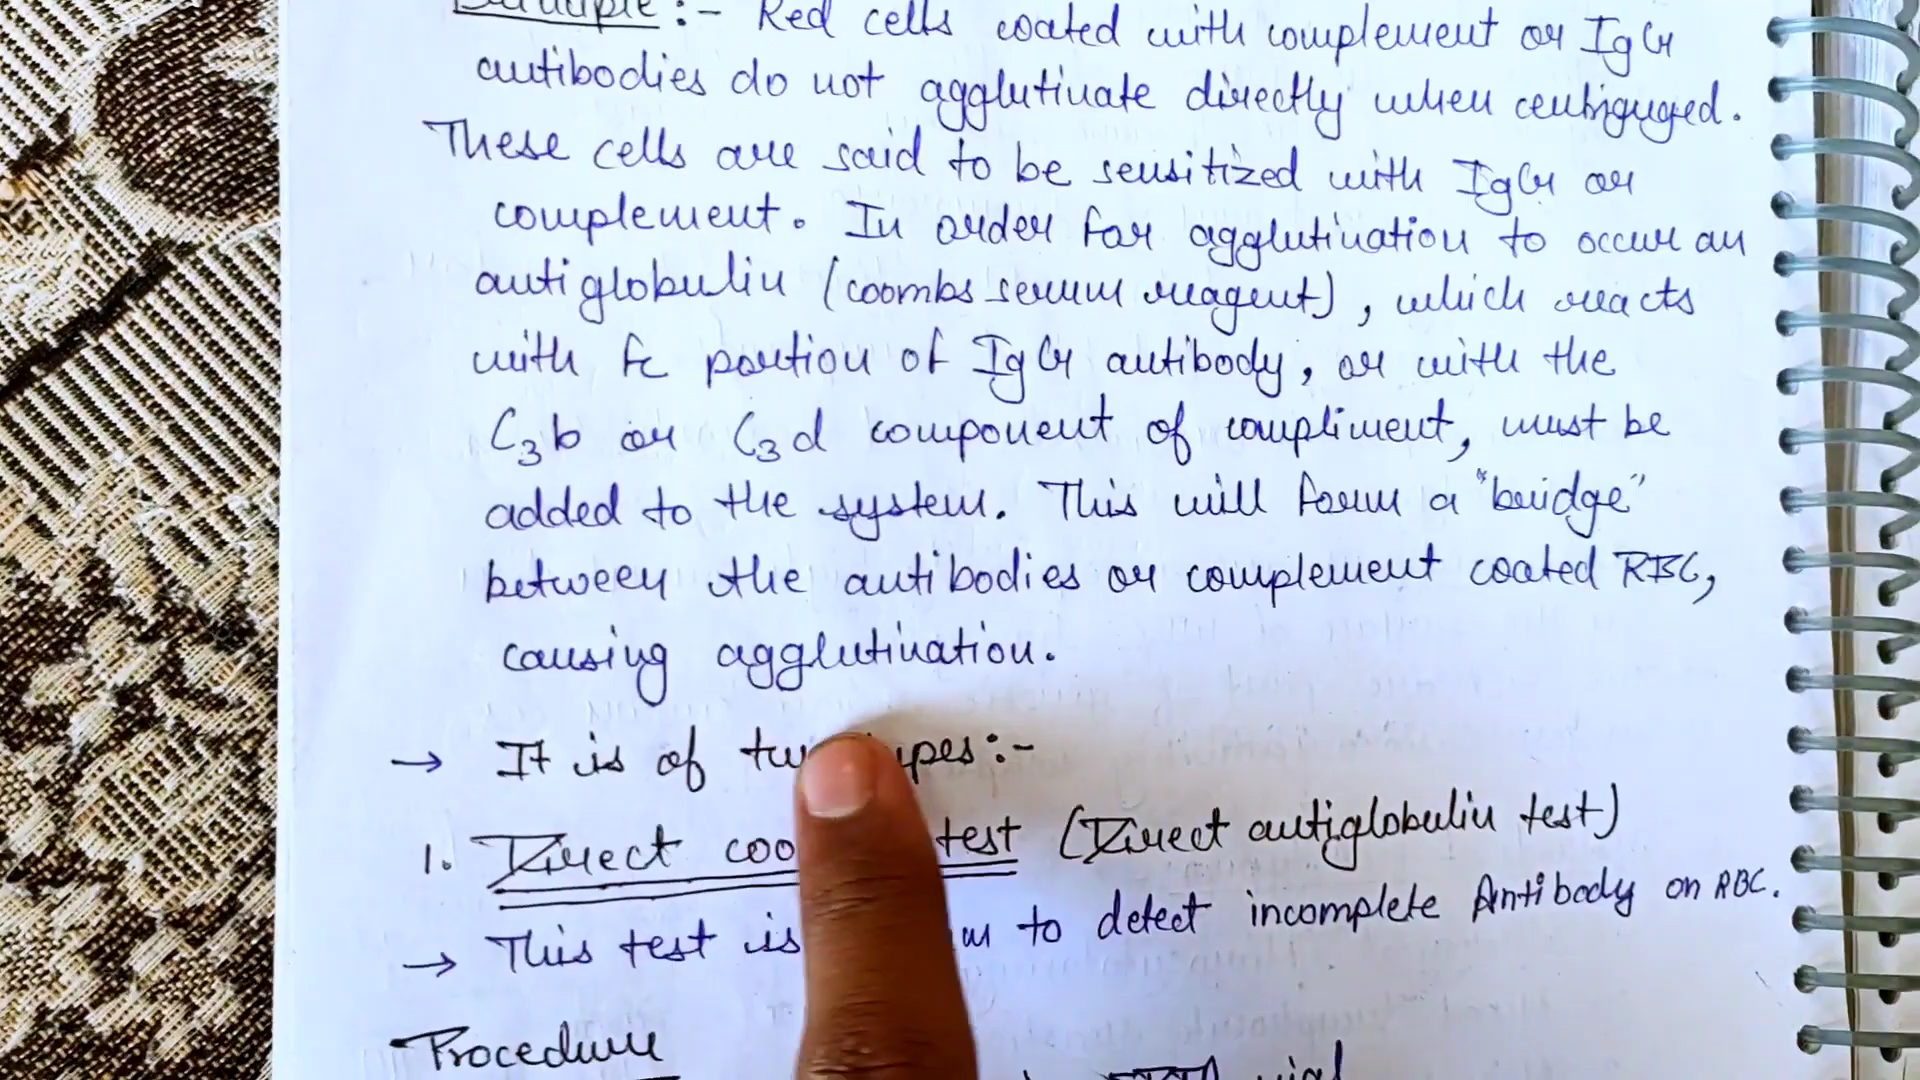 Principle :- Red cells coated with complement or IgG
antibodies do not agglutinate directly when centrifuged.
These cells are said to be sensitized with IgG or
complement. In order for agglutination to occur an
antiglobulin (coombs serum reagent), which reacts
with fc portion of IgG antibody, or with the
C3b or C3d component of compliment, must be
added to the system. This will form a "bridge"
between the antibodies or complement coated RBC,
causing agglutination.
→ It is of types:-
1. Direct test (Direct antiglobulin test)
→ This test is to detect incomplete Antibody on RBC.
Procedure
vial